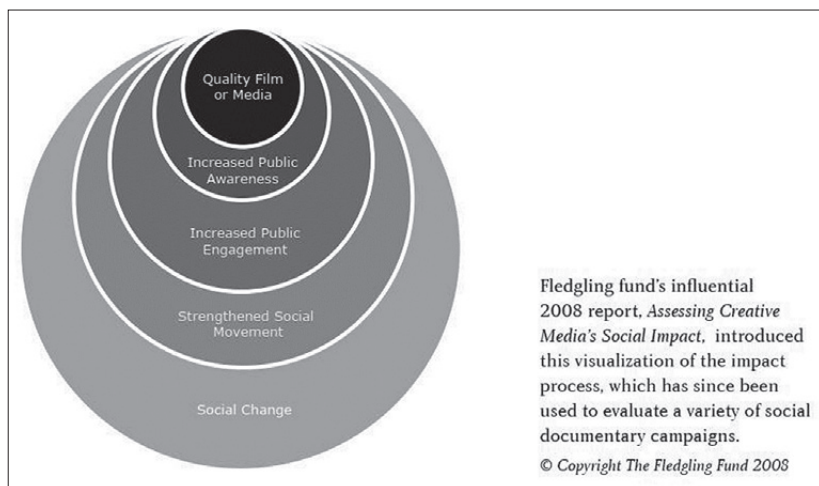 Quality Film
or Media
Increased Public
Awareness
Increased Public
Engagement
Strengthened Social
Movement
Social Change
Fledgling fund's influential
2008 report, Assessing Creative
Media's Social Impact, introduced
this visualization of the impact
process, which has since been
used to evaluate a variety of social
documentary campaigns.
© Copyright The Fledgling Fund 2008